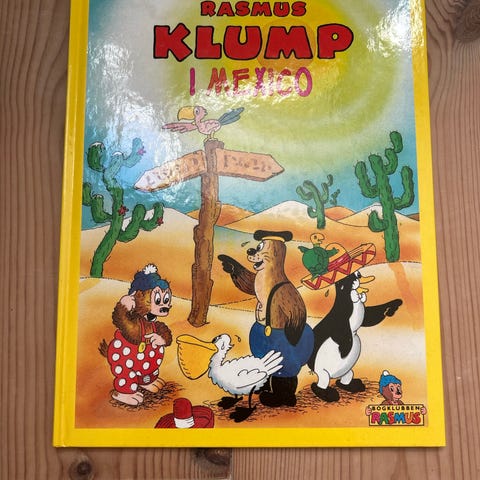 RASMUS
KLUMP
I MEXICO
BOGKLUBBEN
RASMUS